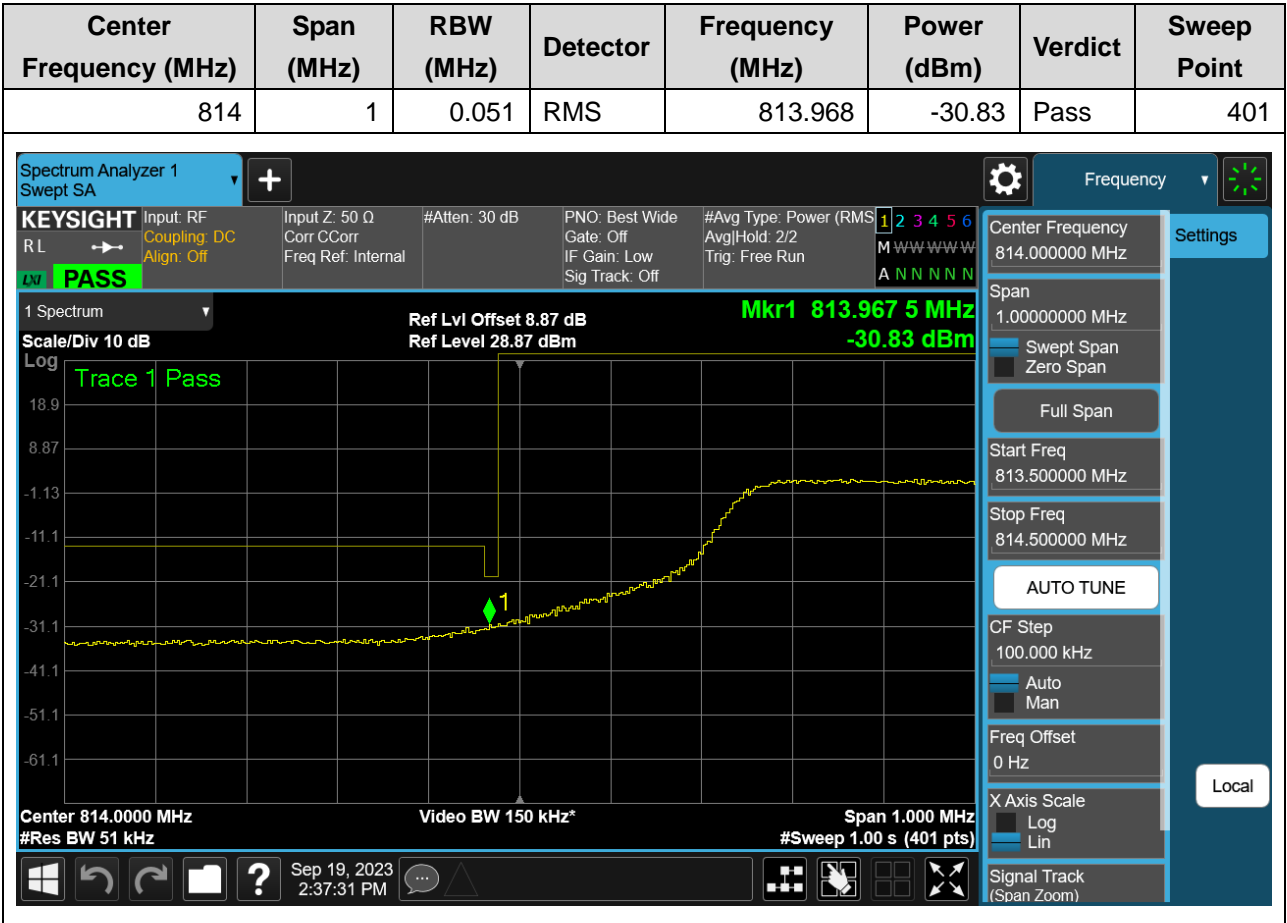 Center Frequency (MHz) Span (MHz) RBW (MHz) Detector Frequency (MHz) Power (dBm) Verdict Sweep Point
814 1 0.051 RMS 813.968 -30.83 Pass 401
Spectrum Analyzer 1
Swept SA
Frequency
KEYSIGHT
RL
LXI PASS
Input: RF
Coupling: DC
Align: Off
Input Z: 50 Ω
Corr CCorr
Freq Ref: Internal
#Atten: 30 dB
PNO: Best Wide
Gate: Off
IF Gain: Low
Sig Track: Off
#Avg Type: Power (RMS
Avg|Hold: 2/2
Trig: Free Run
1 2 3 4 5 6
M W W W W W
A N N N N N
1 Spectrum
Scale/Div 10 dB
Ref Lvl Offset 8.87 dB
Ref Level 28.87 dBm
Mkr1 813.967 5 MHz
-30.83 dBm
Log
Trace 1 Pass
18.9
8.87
-1.13
-11.1
-21.1
-31.1
-41.1
-51.1
-61.1
1
Center 814.0000 MHz
#Res BW 51 kHz
Video BW 150 kHz*
Span 1.000 MHz
#Sweep 1.00 s (401 pts)
Sep 19, 2023
2:37:31 PM
Center Frequency
814.000000 MHz
Span
1.00000000 MHz
Swept Span
Zero Span
Full Span
Start Freq
813.500000 MHz
Stop Freq
814.500000 MHz
AUTO TUNE
CF Step
100.000 kHz
Auto
Man
Freq Offset
0 Hz
X Axis Scale
Log
Lin
Signal Track
(Span Zoom)
Settings
Local